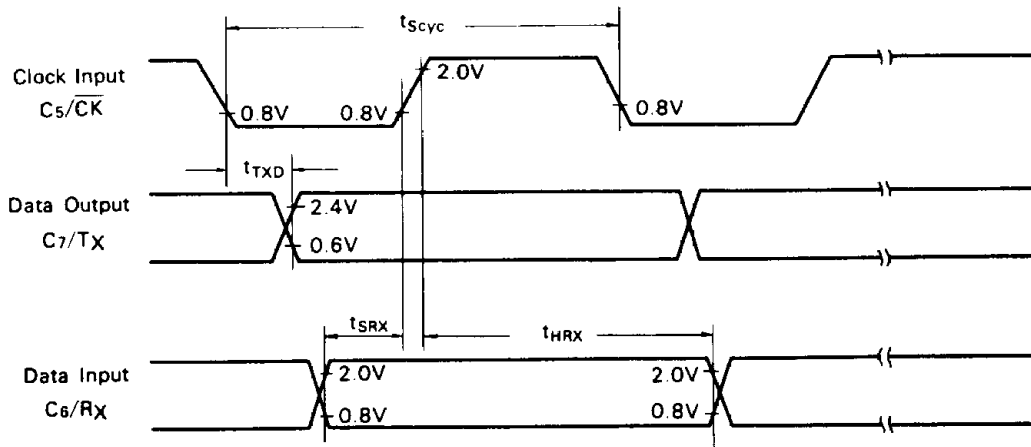 tScyc
Clock Input
C5/CK
0.8V
0.8V
2.0V
0.8V
tTXD
Data Output
C7/TX
2.4V
0.6V
tSRX
tHRX
Data Input
C6/RX
2.0V
0.8V
2.0V
0.8V